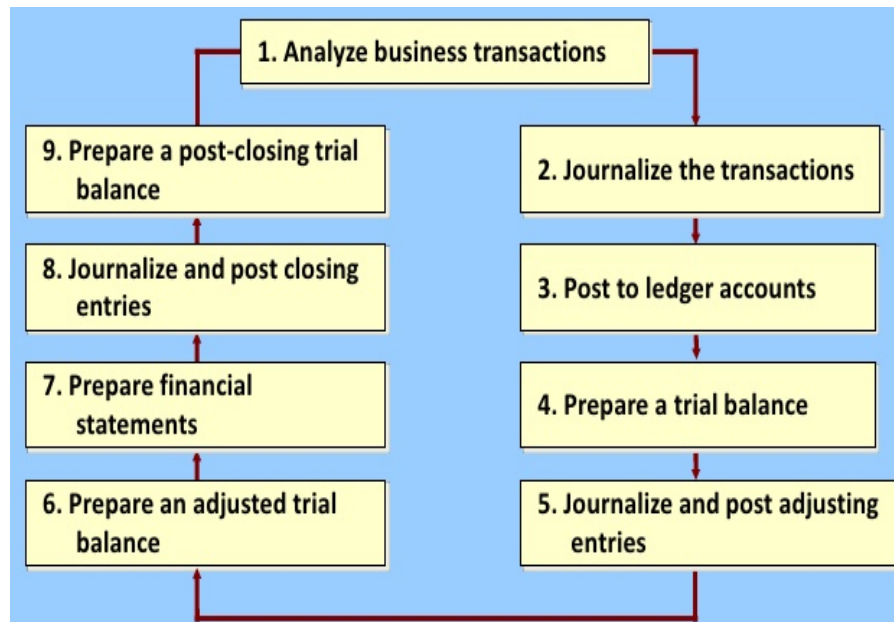 1. Analyze business transactions
2. Journalize the transactions
3. Post to ledger accounts
4. Prepare a trial balance
5. Journalize and post adjusting
entries
6. Prepare an adjusted trial
balance
7. Prepare financial
statements
8. Journalize and post closing
entries
9. Prepare a post-closing trial
balance